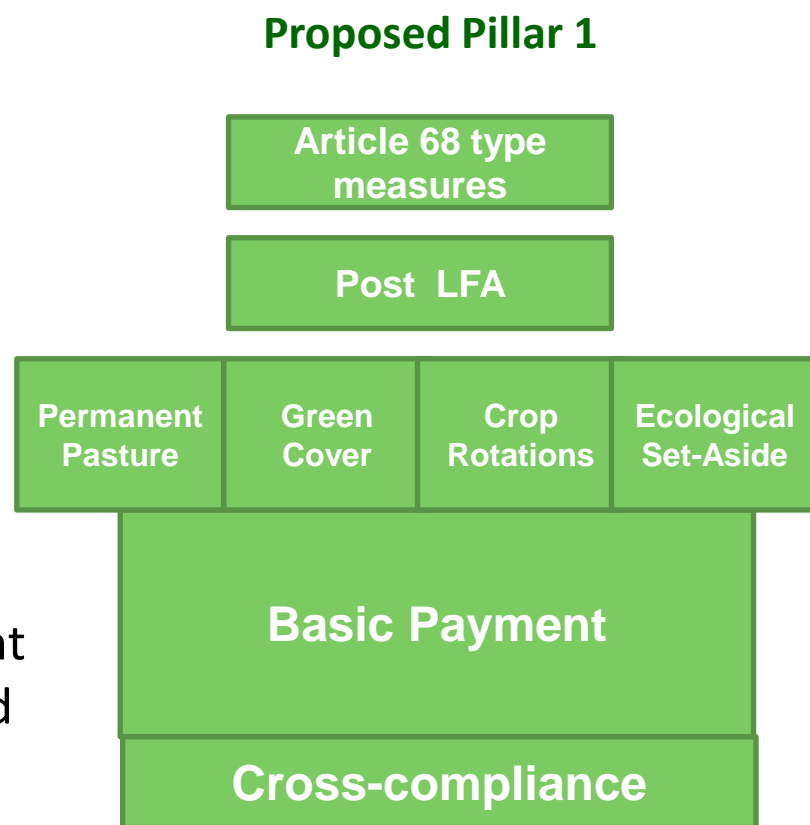 Proposed Pillar 1
Article 68 type
measures
Post LFA
Permanent
Pasture
Green
Cover
Crop
Rotations
Ecological
Set-Aside
Basic Payment
Cross-compliance